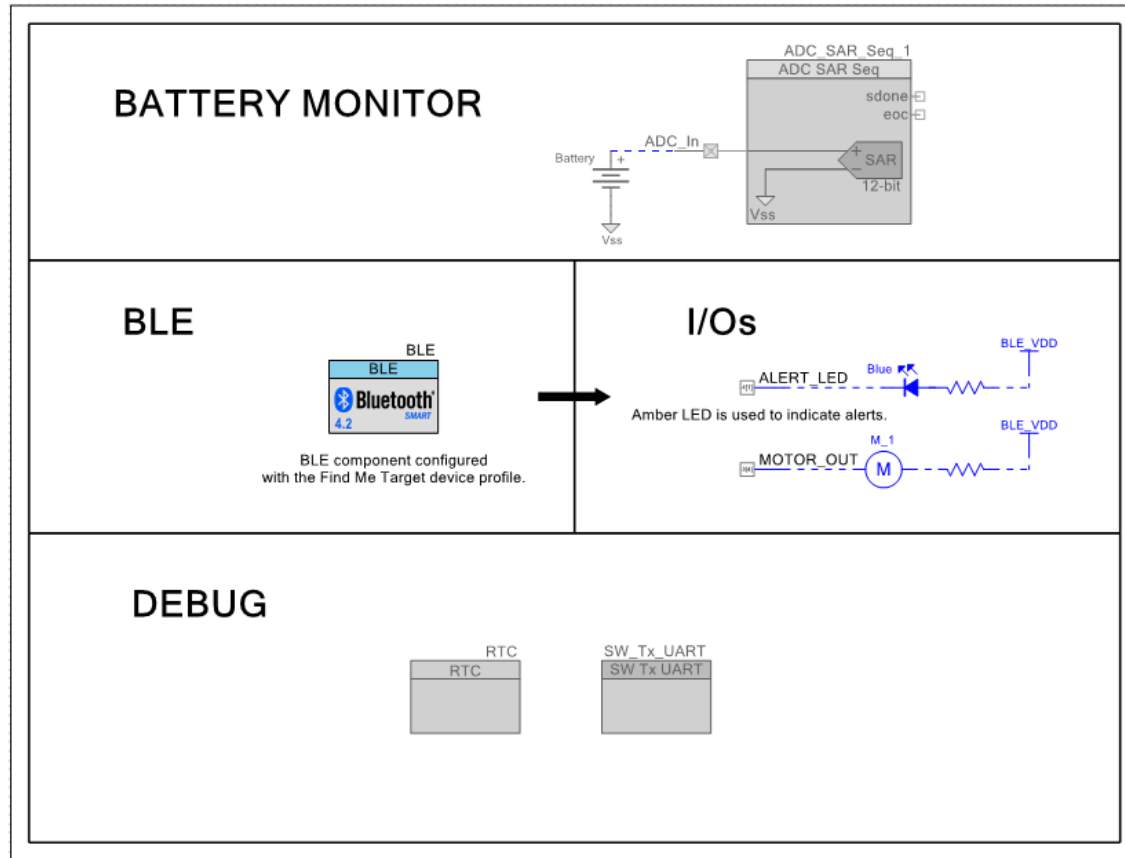 BATTERY MONITOR
ADC_SAR_Seq_1
ADC SAR Seq
sdone
eoc
ADC_In
+
SAR
12-bit
Vss
Battery
+
Vss
BLE
BLE
BLE
Bluetooth
SMART
4.2
BLE component configured
with the Find Me Target device profile.
I/Os
BLE_VDD
Blue
ALERT_LED
Amber LED is used to indicate alerts.
BLE_VDD
M_1
MOTOR_OUT
M
DEBUG
RTC
RTC
SW_Tx_UART
SW Tx UART